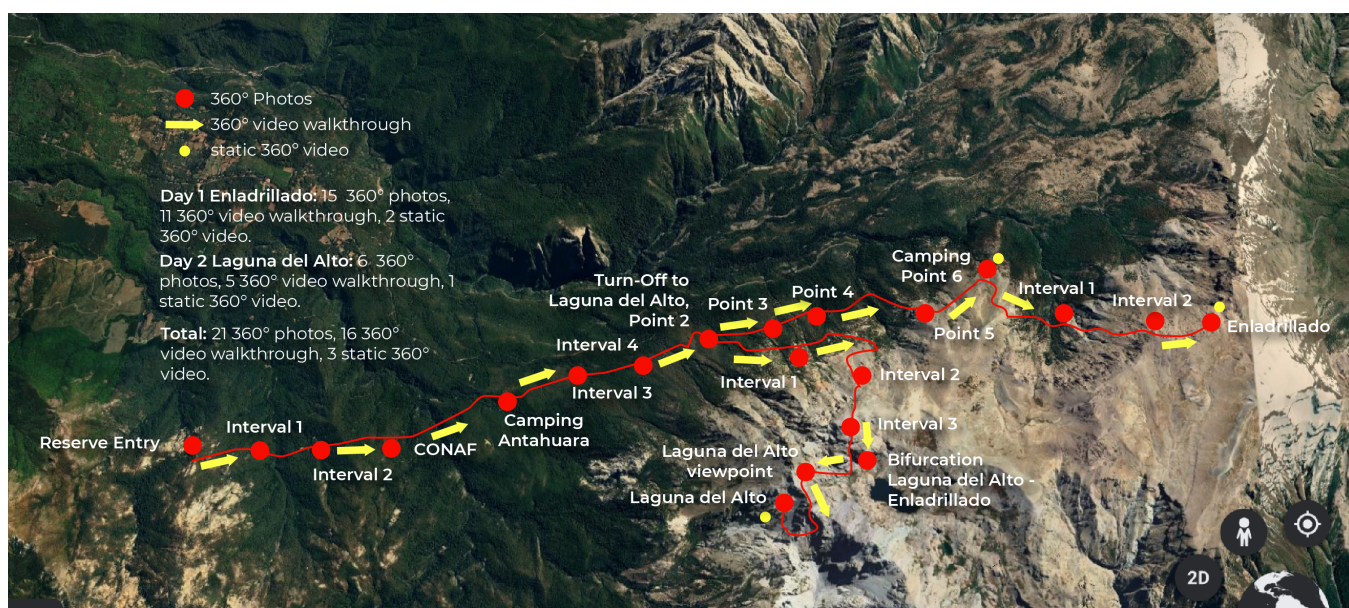 360° Photos
360° video walkthrough
static 360° video
Day 1 Enladrillado: 15  360° photos,
11 360° video walkthrough, 2 static
360° video.
Day 2 Laguna del Alto: 6  360°
photos, 5 360° video walkthrough, 1
static 360° video.
Total: 21 360° photos, 16 360°
video walkthrough, 3 static 360°
video.
Reserve Entry
Interval 1
Interval 2
CONAF
Camping
Antahuara
Interval 4
Interval 3
Turn-Off to
Laguna del Alto,
Point 2
Point 3
Point 4
Camping
Point 6
Point 5
Interval 1
Interval 2
Enladrillado
Interval 1
Interval 2
Interval 3
Laguna del Alto
viewpoint
Bifurcation
Laguna del Alto -
Enladrillado
Laguna del Alto
2D